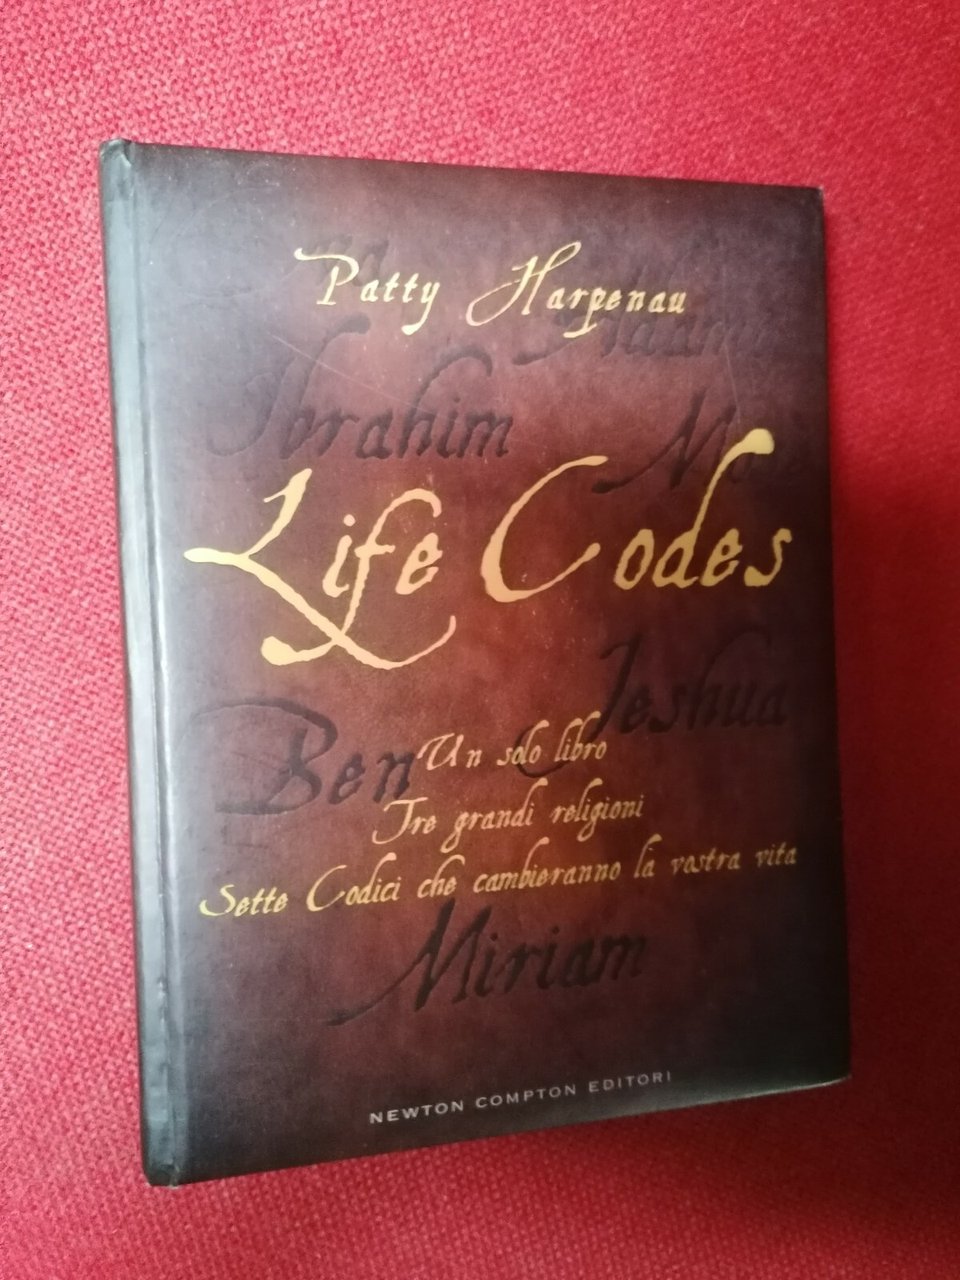 Patty Harpenau
Ibrahim
Life Codes
Jeshua
Ben
Un solo libro
Tre grandi religioni
Sette Codici che cambieranno la vostra vita
Miriam
NEWTON COMPTON EDITORI